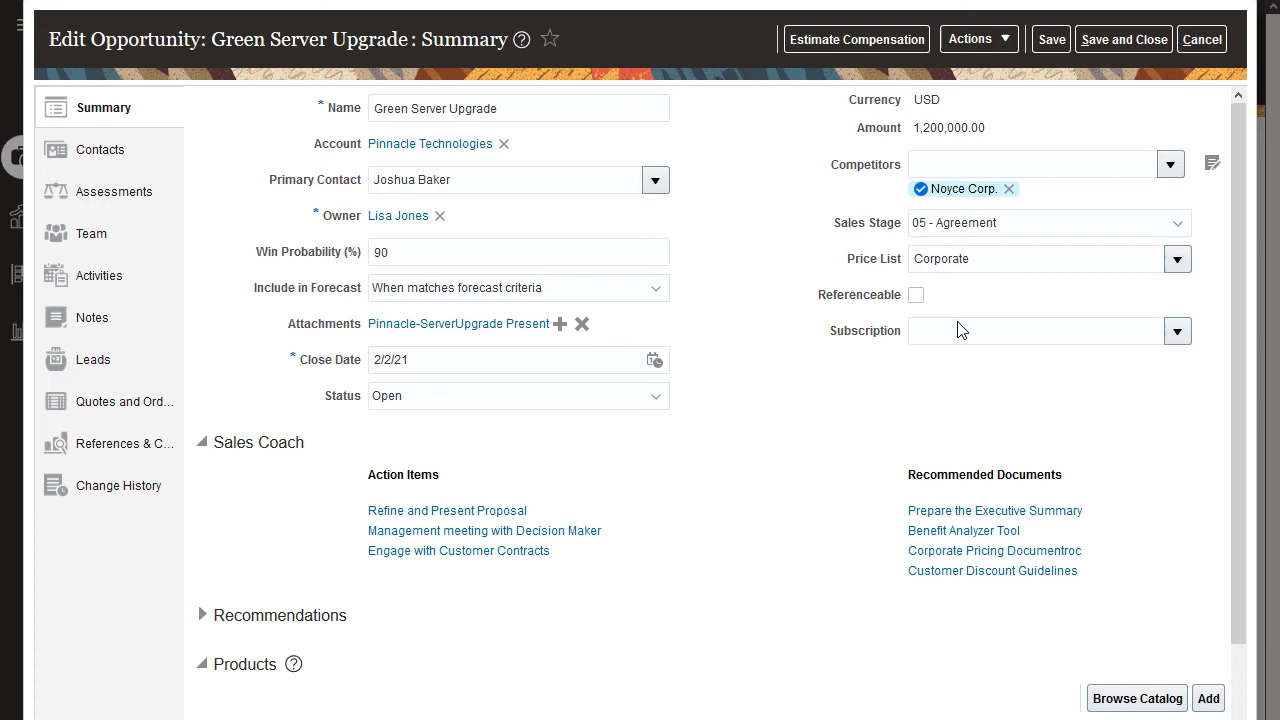 Edit Opportunity: Green Server Upgrade : Summary
Estimate Compensation
Actions
Save
Save and Close
Cancel
Summary
Contacts
Assessments
Team
Activities
Notes
Leads
Quotes and Ord...
References & C...
Change History
* Name Green Server Upgrade
Account Pinnacle Technologies
Primary Contact Joshua Baker
* Owner Lisa Jones
Win Probability (%) 90
Include in Forecast When matches forecast criteria
Attachments Pinnacle-ServerUpgrade Present
* Close Date 2/2/21
Status Open
Currency USD
Amount 1,200,000.00
Competitors
Noyce Corp.
Sales Stage 05 - Agreement
Price List Corporate
Referenceable
Subscription
Sales Coach
Action Items
Refine and Present Proposal
Management meeting with Decision Maker
Engage with Customer Contracts
Recommended Documents
Prepare the Executive Summary
Benefit Analyzer Tool
Corporate Pricing Documentroc
Customer Discount Guidelines
Recommendations
Products
Browse Catalog
Add